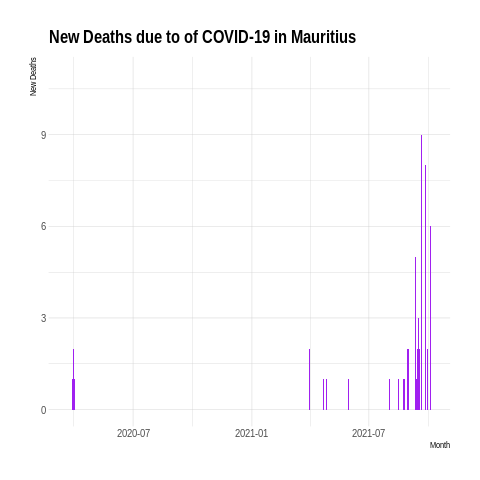 New Deaths due to of COVID-19 in Mauritius
New Deaths
9
6
3
0
2020-07
2021-01
2021-07
Month